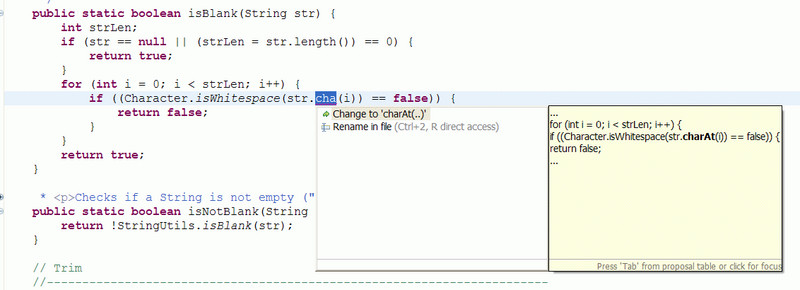 public static boolean isBlank(String str) {
int strLen;
if (str == null || (strLen = str.length()) == 0) {
return true;
}
for (int i = 0; i < strLen; i++) {
if ((Character.isWhitespace(str.cha(i)) == false)) {
return false;
}
}
return true;
}
* <p>Checks if a String is not empty ("
public static boolean isNotBlank(String
return !StringUtils.isBlank(str);
}
// Trim
//-----------------------------------------------------------------------
Change to 'charAt(..)'
Rename in file (Ctrl+2, R direct access)
...
for (int i = 0; i < strLen; i++) {
if ((Character.isWhitespace(str.charAt(i)) == false)) {
return false;
...
Press 'Tab' from proposal table or click for focus